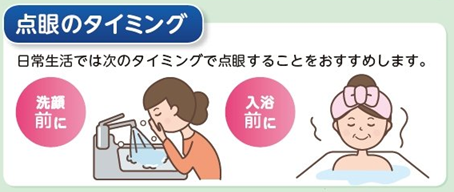 点眼のタイミング
日常生活では次のタイミングで点眼することをおすすめします。
洗顔
前に
入浴
前に